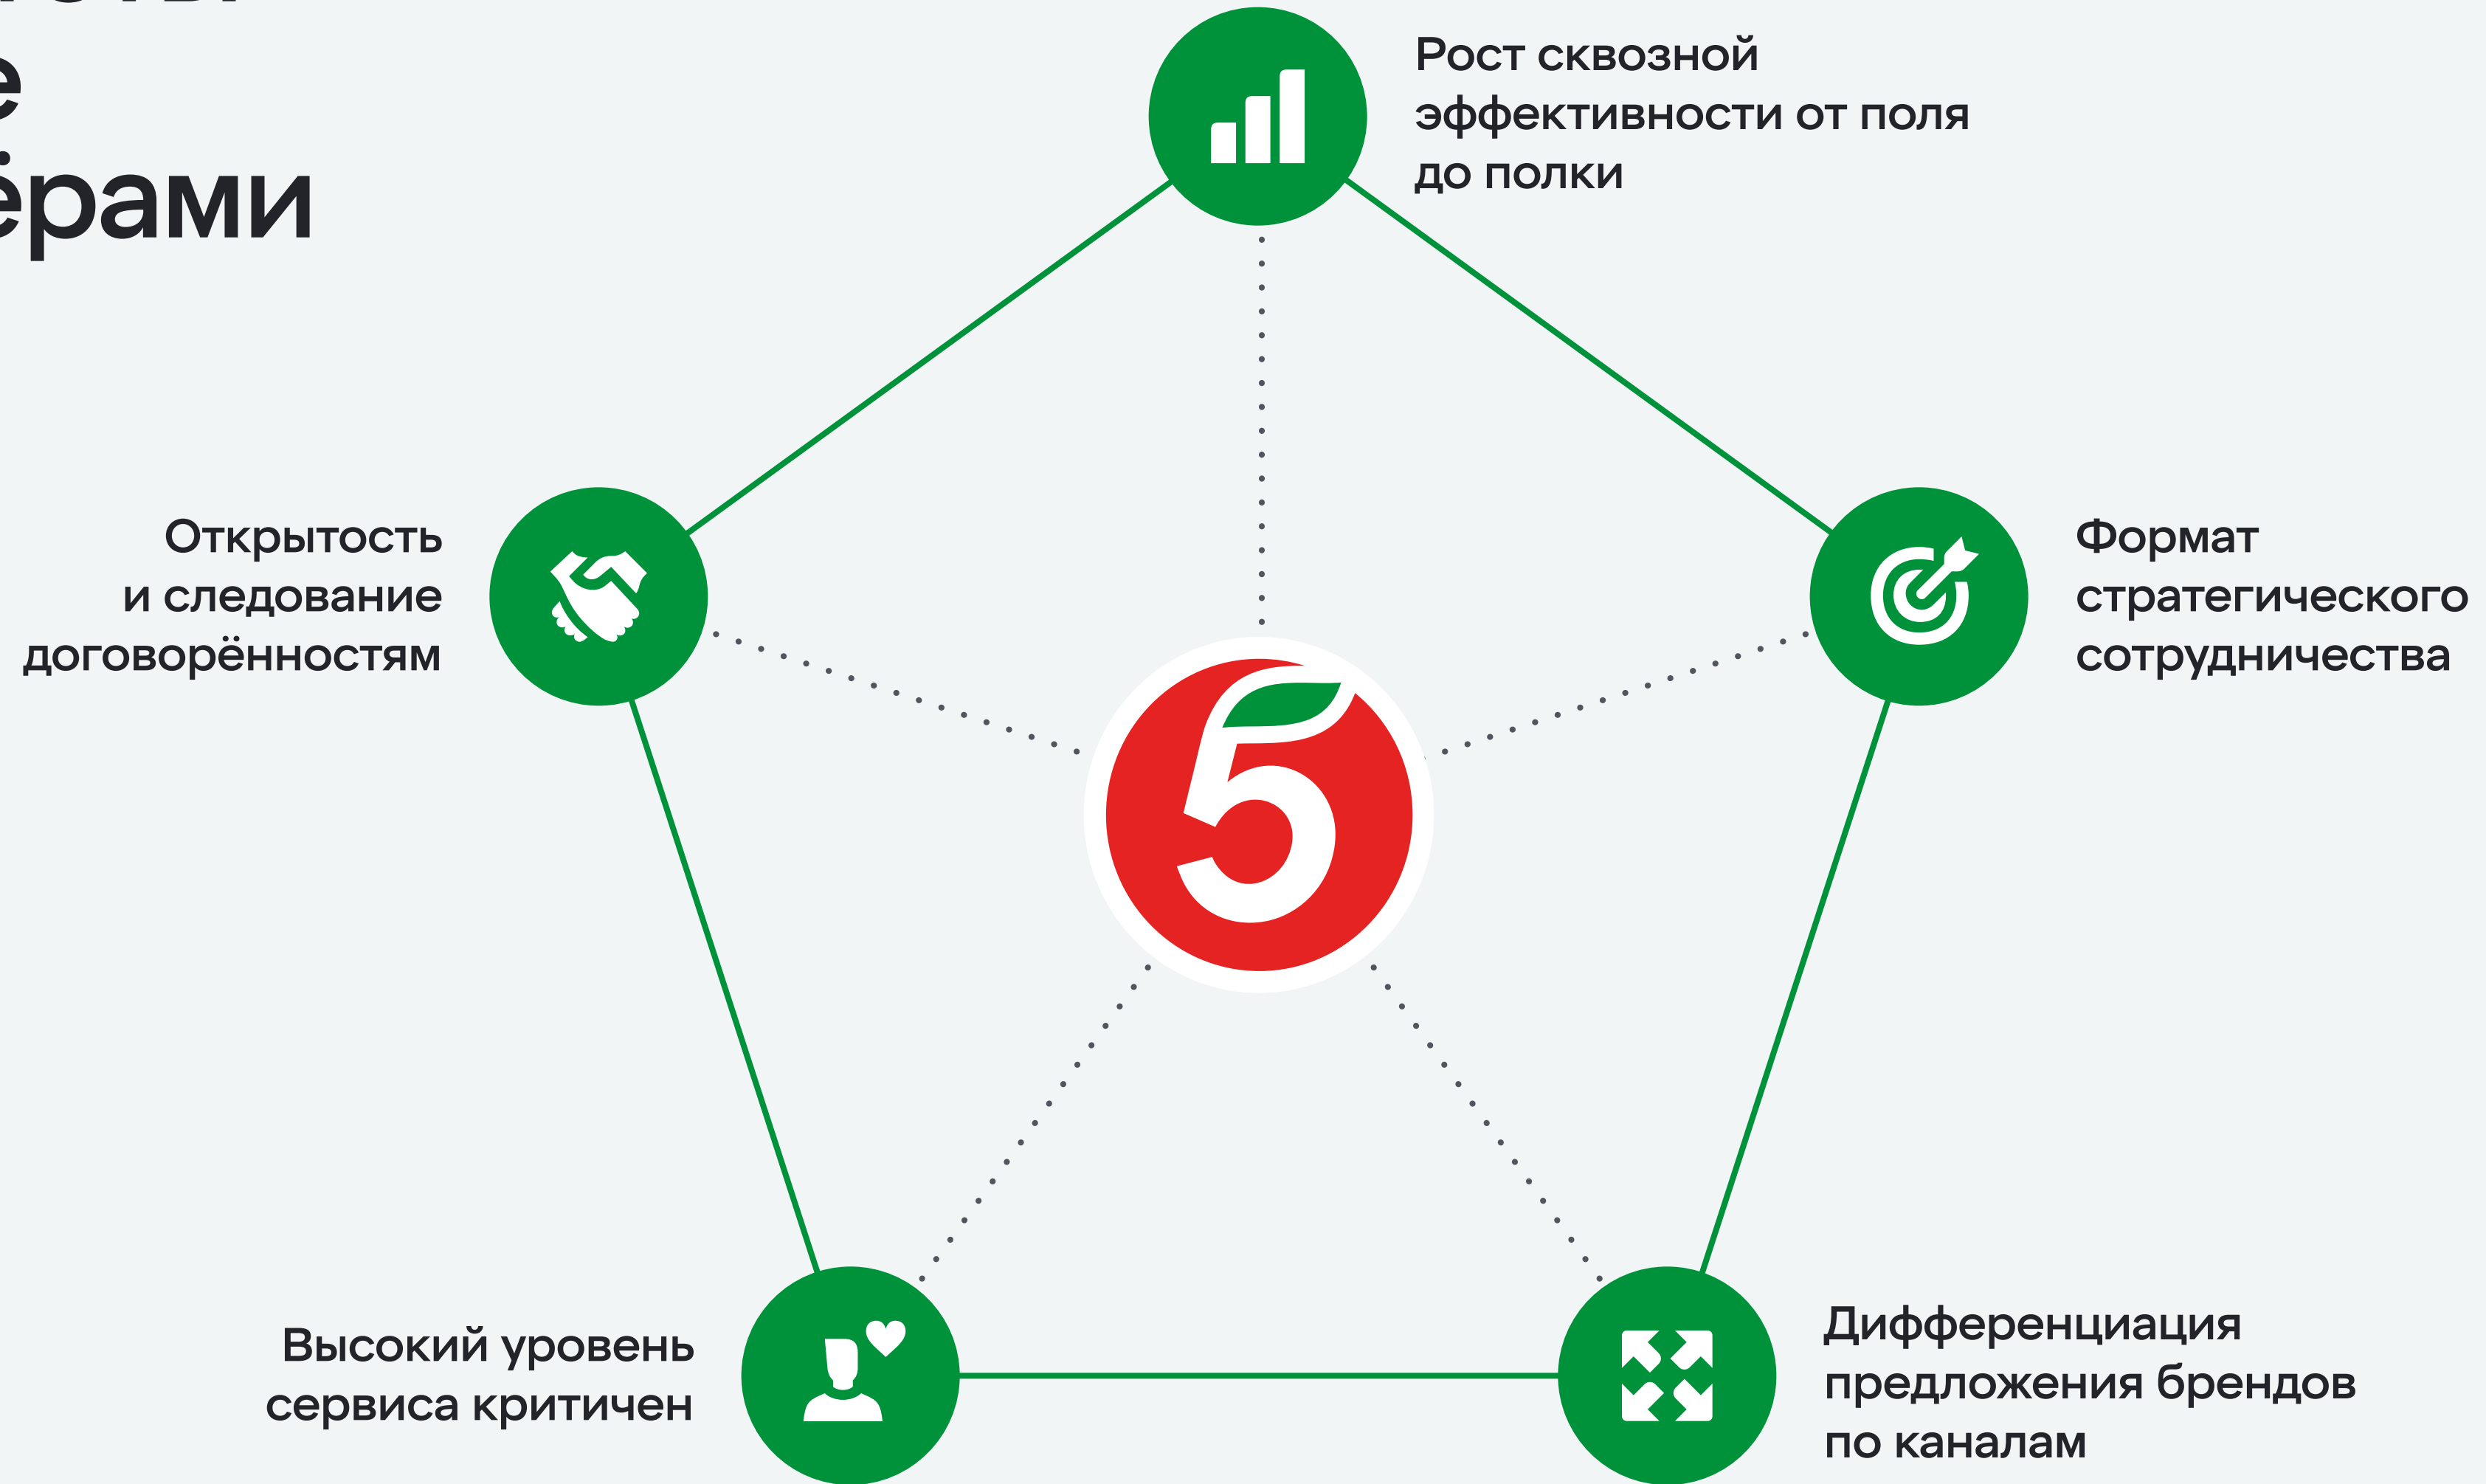 ёрами
Рост сквозной
эффективности от поля
до полки
Открытость
и следование
договорённостям
Формат
стратегического
сотрудничества
5
Высокий уровень
сервиса критичен
Дифференциация
предложения брендов
по каналам